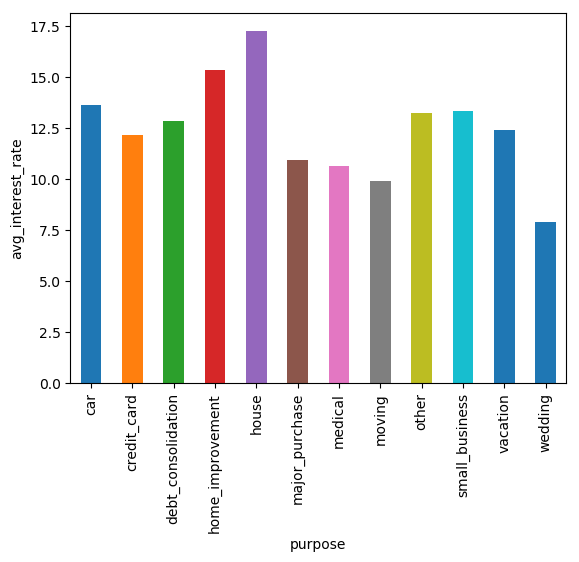 17.5
15.0
12.5
10.0
7.5
5.0
2.5
0.0
avg_interest_rate
car
credit_card
debt_consolidation
home_improvement
house
major_purchase
medical
moving
other
small_business
vacation
wedding
purpose